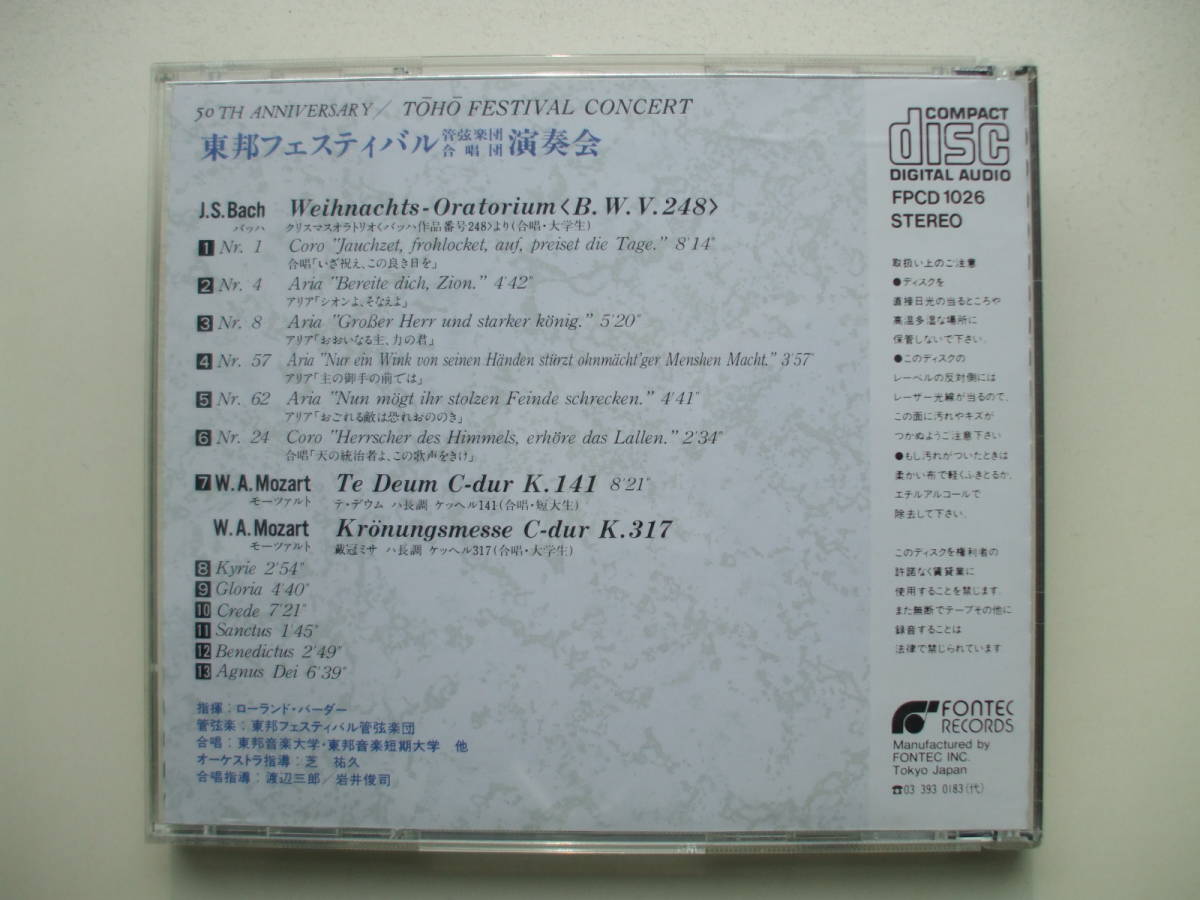 50TH ANNIVERSARY／ TŌHŌ FESTIVAL CONCERT
東邦フェスティバル 管弦楽団 合唱団 演奏会
J.S.Bach Weihnachts-Oratorium〈B.W.V.248〉
バッハ クリスマスオラトリオ〈バッハ作品番号248〉より(合唱・大学生)
1 Nr. 1 Coro "Jauchzet, frohlocket, auf, preiset die Tage." 8'14"
合唱「いざ祝え、この良き日を」
2 Nr. 4 Aria "Bereite dich, Zion." 4'42"
アリア「シオンよ、そなえよ」
3 Nr. 8 Aria "Großer Herr und starker könig." 5'20"
アリア「おおいなる主、力の君」
4 Nr. 57 Aria "Nur ein Wink von seinen Händen stürzt ohnmächt'ger Menshen Macht." 3'57"
アリア「主の御手の前では」
5 Nr. 62 Aria "Nun mögt ihr stolzen Feinde schrecken." 4'41"
アリア「おごれる敵は恐れおののき」
6 Nr. 24 Coro "Herrscher des Himmels, erhöre das Lallen." 2'34"
合唱「天の統治者よ、この歌声をきけ」
7 W.A.Mozart Te Deum C-dur K.141 8'21"
モーツァルト テ・デウム ハ長調 ケッヘル141(合唱・短大生)
W.A.Mozart Krönungsmesse C-dur K.317
モーツァルト 戴冠ミサ ハ長調 ケッヘル317(合唱・大学生)
8 Kyrie 2'54"
9 Gloria 4'40"
10 Crede 7'21"
11 Sanctus 1'45"
12 Benedictus 2'49"
13 Agnus Dei 6'39"
指揮：ローランド・バーダー
管弦楽：東邦フェスティバル管弦楽団
合唱：東邦音楽大学・東邦音楽短期大学 他
オーケストラ指導：芝 祐久
合唱指導：渡辺三郎／岩井俊司
COMPACT
disc
DIGITAL AUDIO
FPCD 1026
STEREO
取扱い上のご注意
●ディスクを
直接日光の当るところや
高温多湿な場所に
保管しないで下さい.
●このディスクの
レーベルの反対側には
レーザー光線が当るので,
この面に汚れやキズが
つかぬようご注意下さい
●もし汚れがついたときは
柔かい布で軽くふきとるか,
エチルアルコールで
除去して下さい.
このディスクを権利者の
許諾なく賃貸業に
使用することを禁じます.
また無断でテープその他に
録音することは
法律で禁じられています
FONTEC
RECORDS
Manufactured by
FONTEC INC.
Tokyo Japan
☎03 393 0183(代)